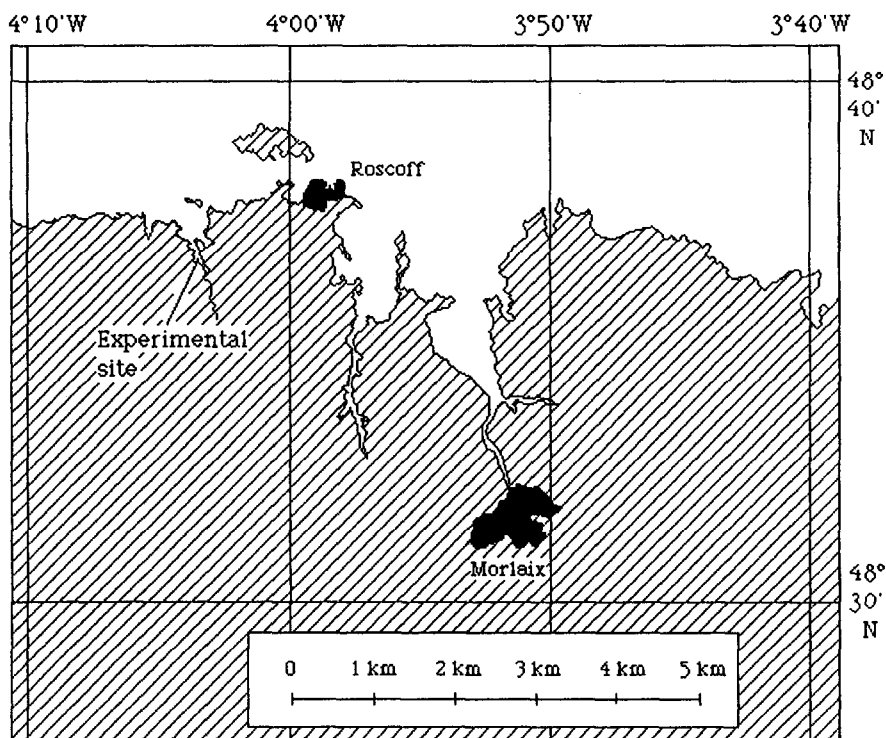 4°10'W 4°00'W 3°50'W 3°40'W
48°
40'
N
Roscoff
Experimental
site
Morlaix
48°
30'
N
0 1 km 2 km 3 km 4 km 5 km